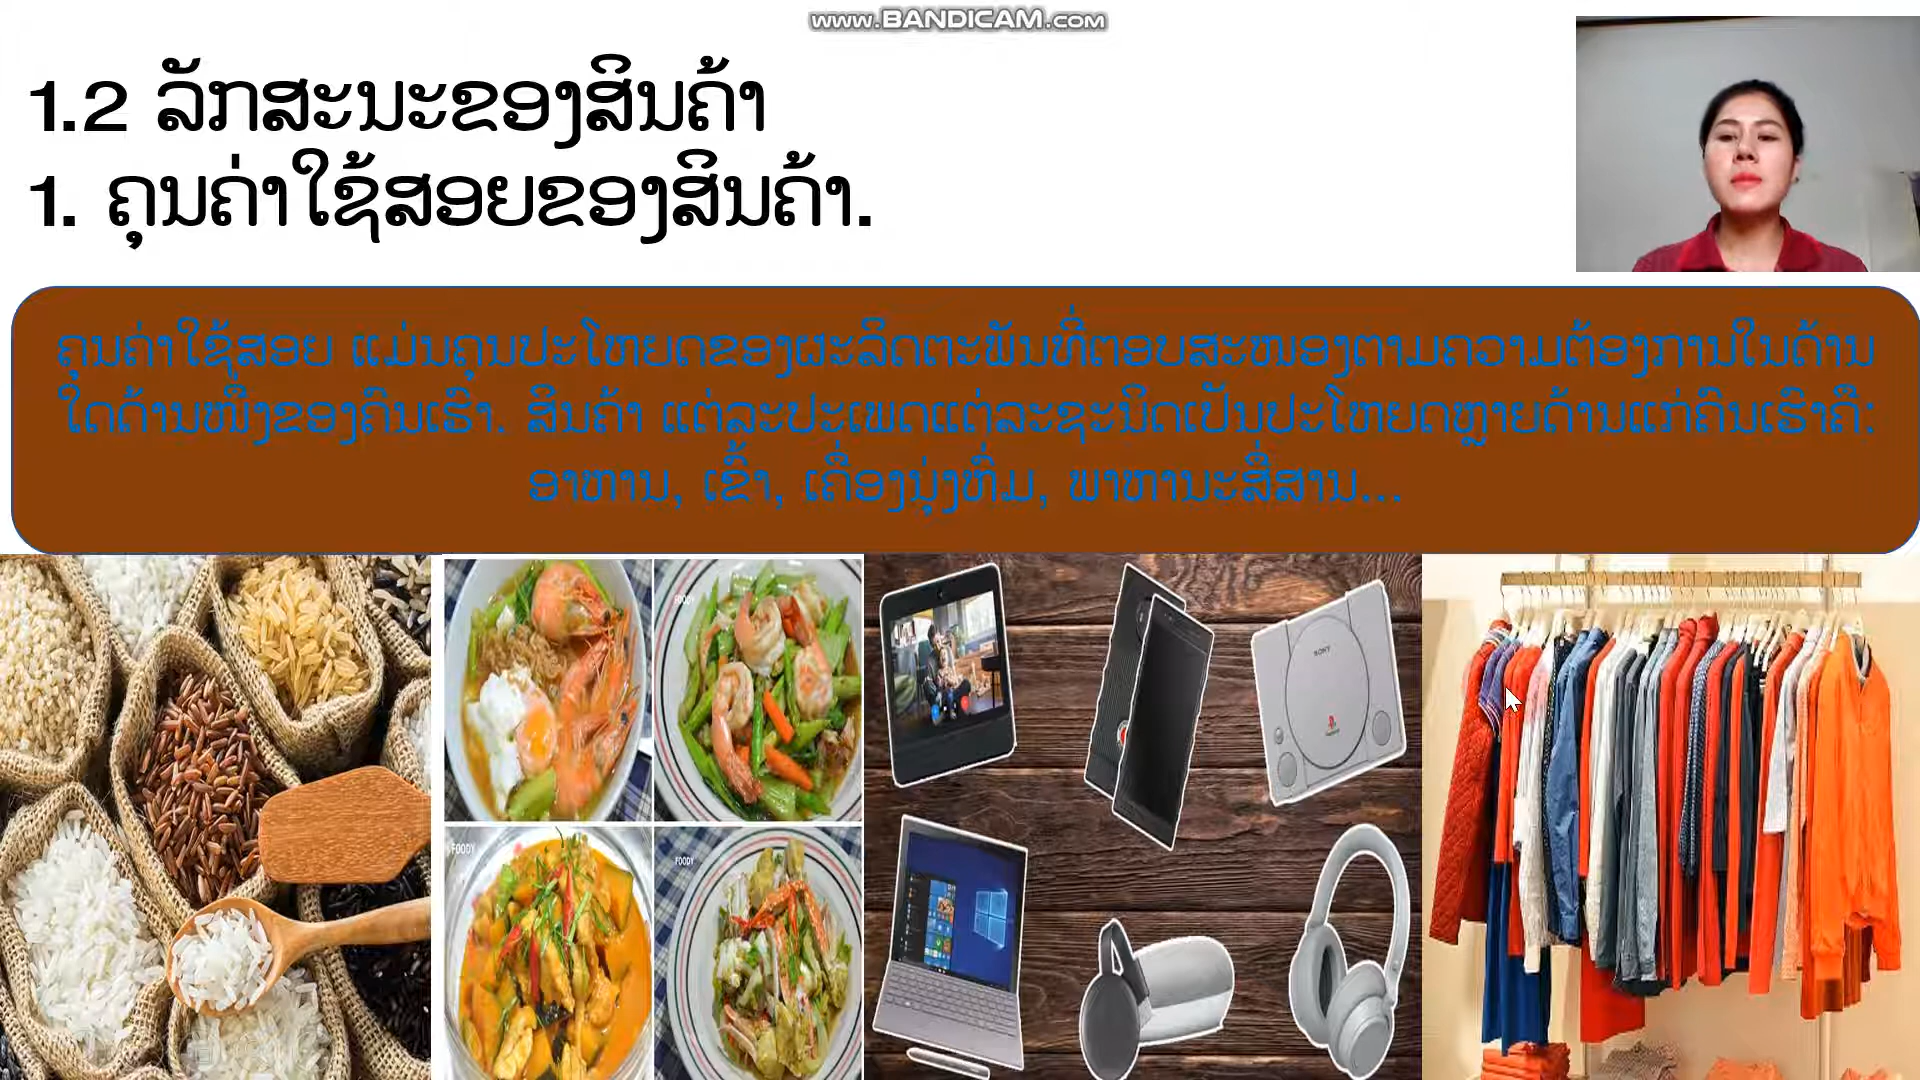 www.BANDICAM.com
1.2 ລັກສະນະຂອງສິນຄ້າ
1. ຄຸນຄ່າໃຊ້ສອຍຂອງສິນຄ້າ.
ຄຸນຄ່າໃຊ້ສອຍ ແມ່ນຄຸນປະໂຫຍດຂອງຜະລິດຕະພັນທີ່ຕອບສະໜອງຕາມຄວາມຕ້ອງການໃນດ້ານ
ໃດດ້ານໜຶ່ງຂອງຄົນເຮົາ. ສິນຄ້າ ແຕ່ລະປະເພດແຕ່ລະຊະນິດເປັນປະໂຫຍດຫຼາຍດ້ານແກ່ຄົນເຮົາຄື:
ອາຫານ, ເຂົ້າ, ເຄື່ອງນຸ່ງຫົ່ມ, ພາຫານະສື່ສານ...
FOODY
FOODY
FOODY
SONY